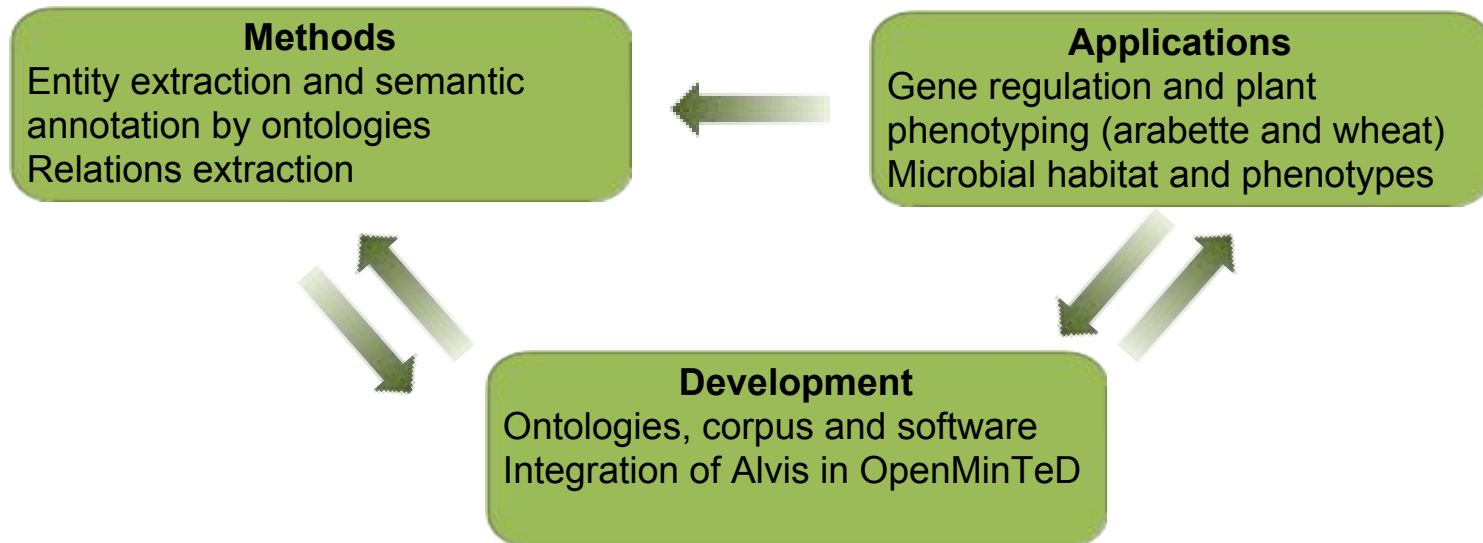 Methods
Entity extraction and semantic
annotation by ontologies
Relations extraction
Applications
Gene regulation and plant
phenotyping (arabette and wheat)
Microbial habitat and phenotypes
Development
Ontologies, corpus and software
Integration of Alvis in OpenMinTeD